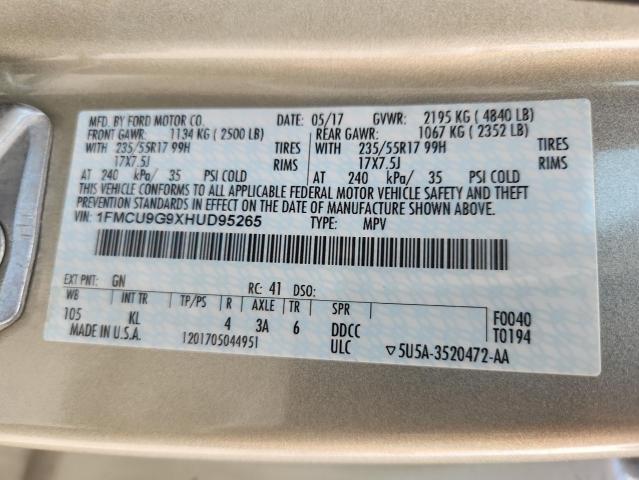 MFD. BY FORD MOTOR CO. DATE: 05/17 GVWR: 2195 KG ( 4840 LB)
FRONT GAWR: 1134 KG ( 2500 LB) REAR GAWR: 1067 KG ( 2352 LB)
WITH 235/55R17 99H TIRES WITH 235/55R17 99H TIRES
17X7.5J RIMS 17X7.5J RIMS
AT 240 kPa/ 35 PSI COLD AT 240 kPa/ 35 PSI COLD
THIS VEHICLE CONFORMS TO ALL APPLICABLE FEDERAL MOTOR VEHICLE SAFETY AND THEFT
PREVENTION STANDARDS IN EFFECT ON THE DATE OF MANUFACTURE SHOWN ABOVE.
VIN: 1FMCU9G9XHUD95265 TYPE: MPV
EXT PNT: GN RC: 41 DSO:
WB INT TR TP/PS R AXLE TR SPR
105 KL 4 3A 6 DDCC F0040
MADE IN U.S.A. 1201705044951 ULC ▽5U5A-3520472-AA T0194